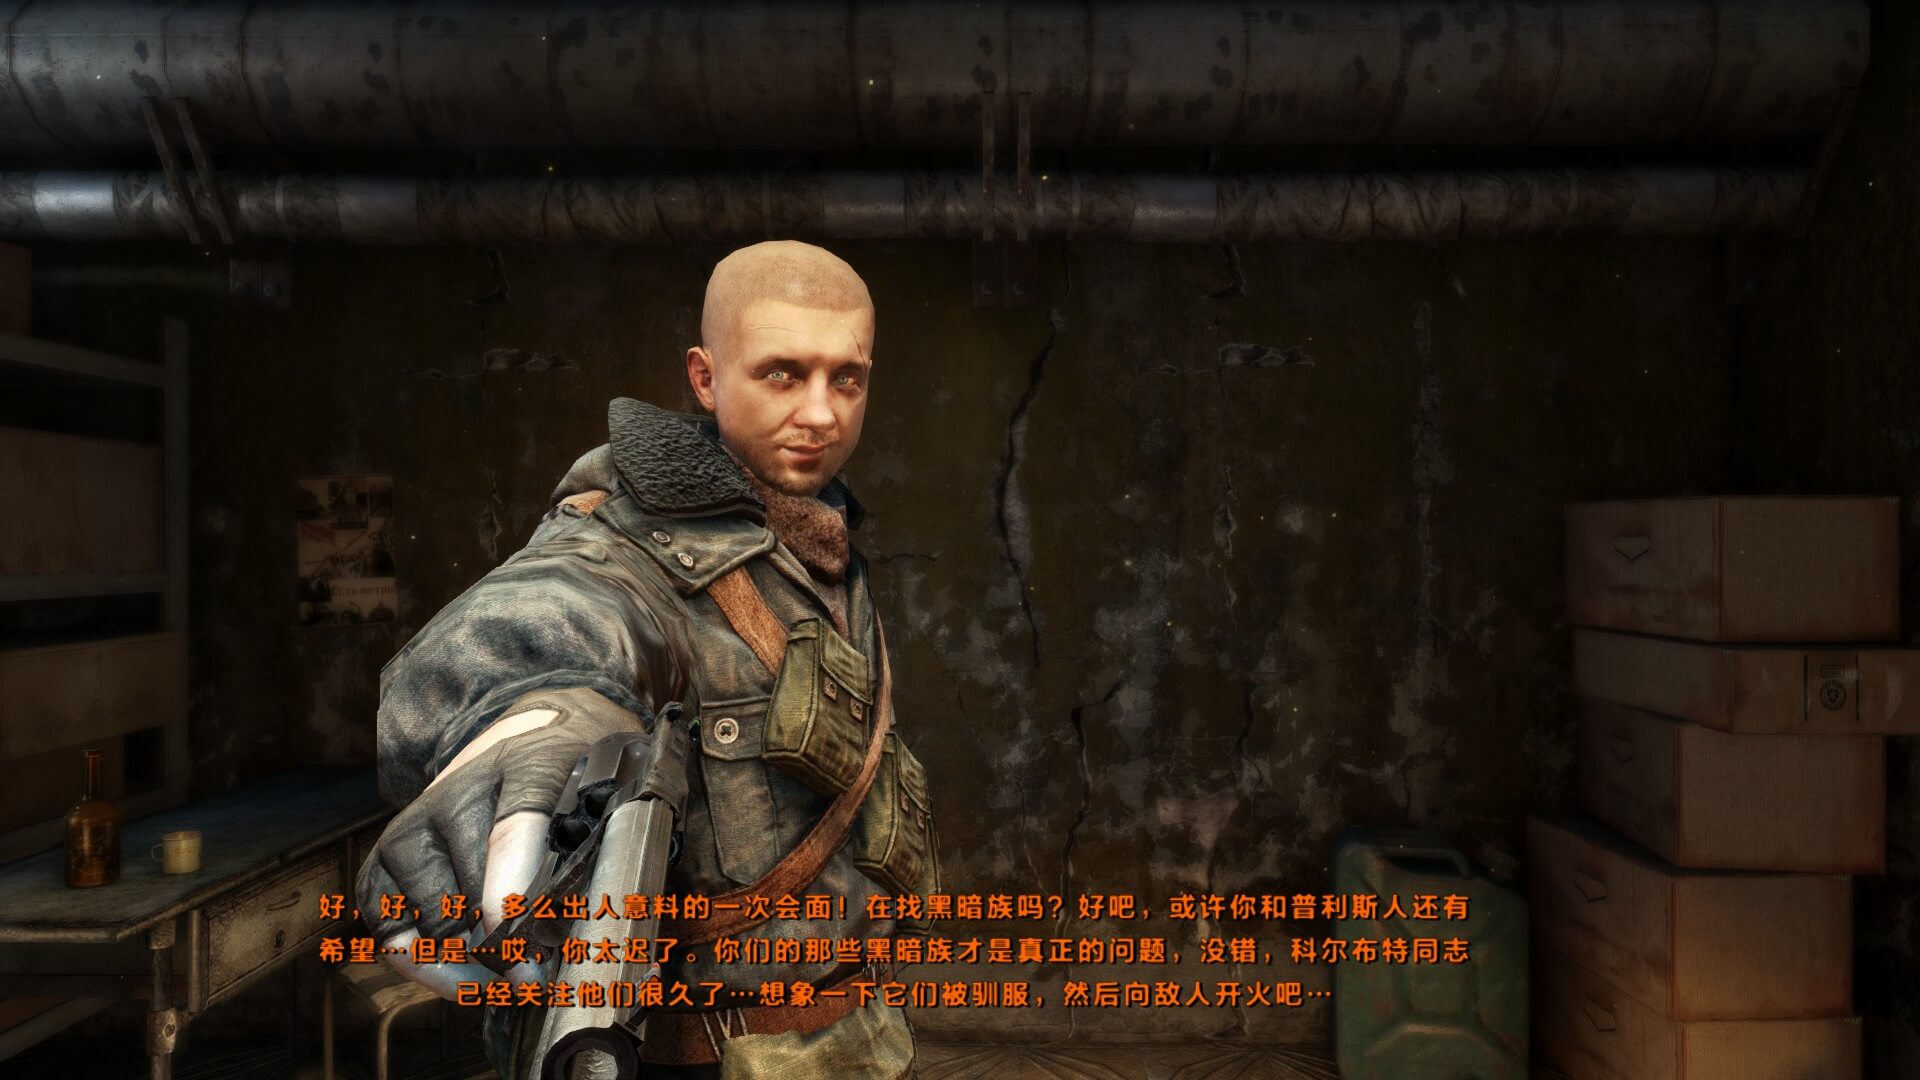 好，好，好，多么出人意料的一次会面！在找黑暗族吗？好吧，或许你和普利斯人还有
希望…但是…哎，你太迟了。你们的那些黑暗族才是真正的问题，没错，科尔布特同志
已经关注他们很久了…想象一下它们被驯服，然后向敌人开火吧…